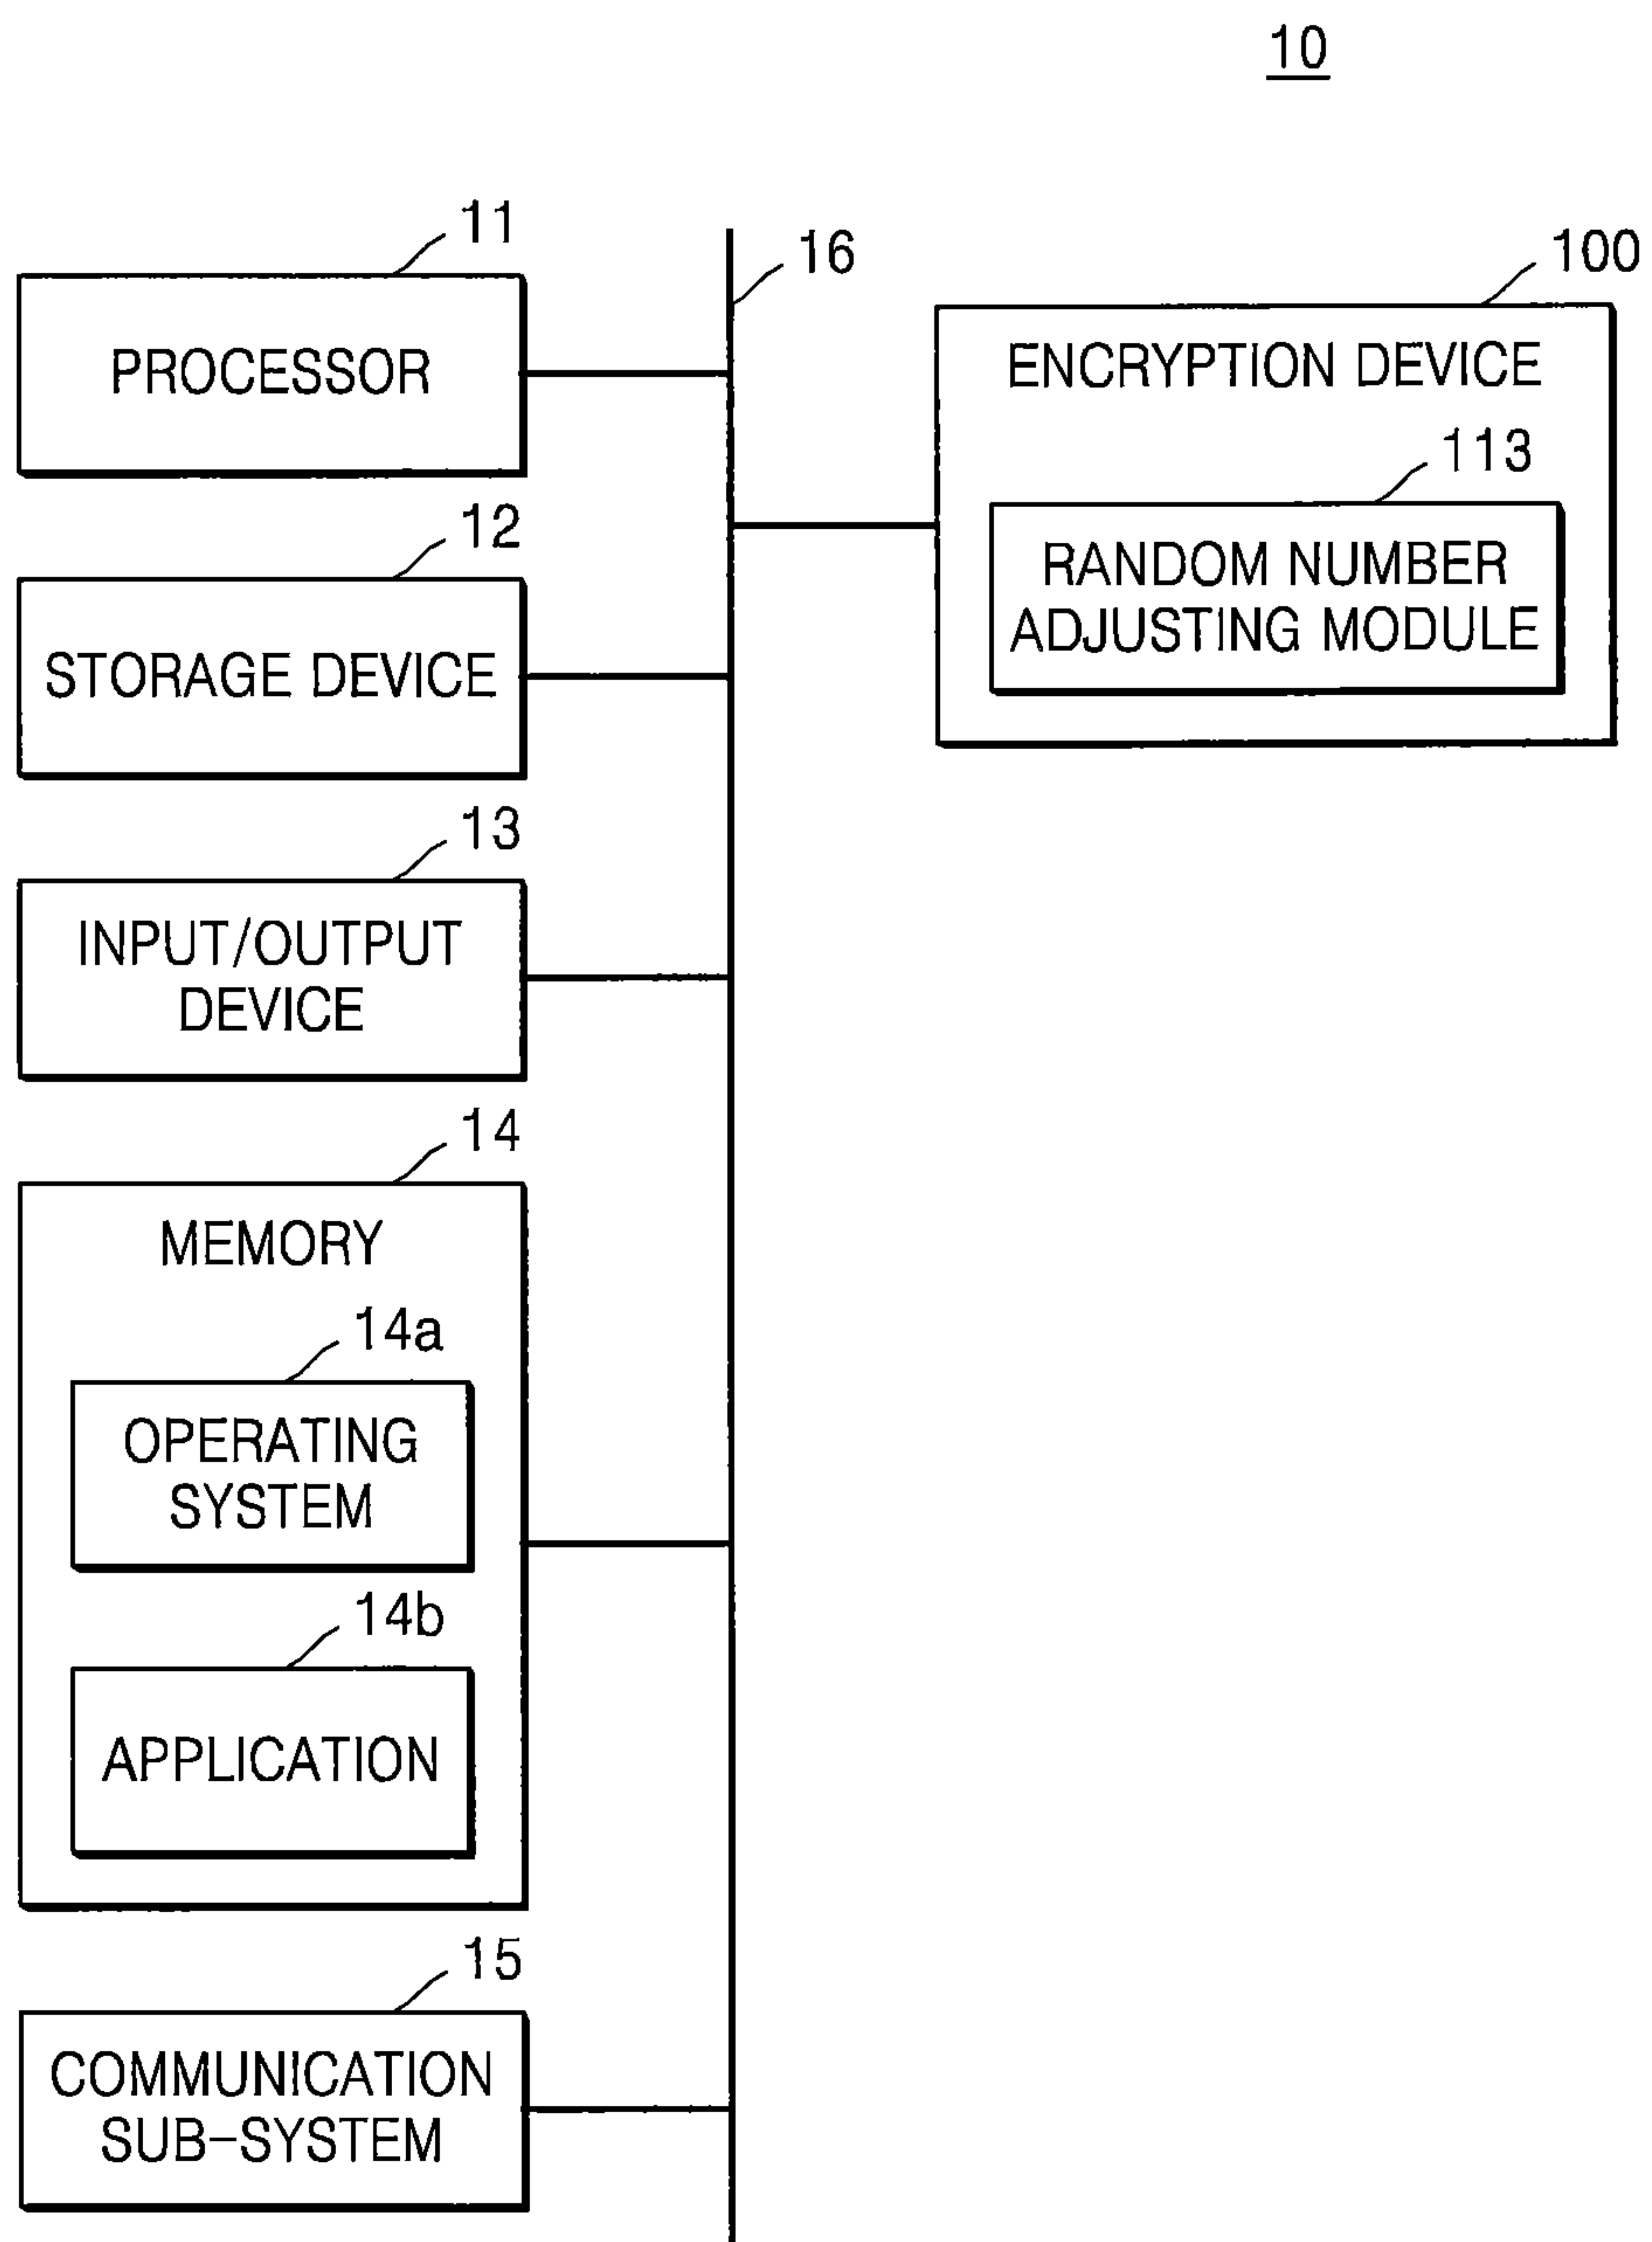 10
11
PROCESSOR
16
100
ENCRYPTION DEVICE
113
RANDOM NUMBER
ADJUSTING MODULE
12
STORAGE DEVICE
13
INPUT/OUTPUT
DEVICE
14
MEMORY
14a
OPERATING
SYSTEM
14b
APPLICATION
15
COMMUNICATION
SUB-SYSTEM